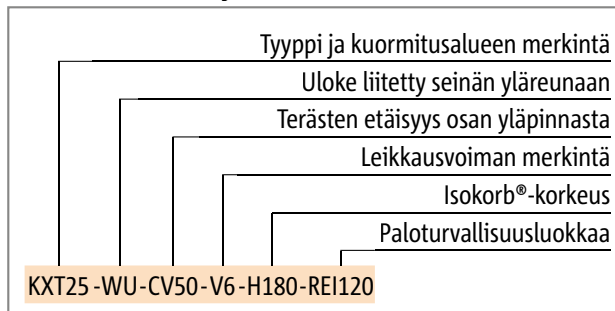 Tyyppi ja kuormitusalueen merkintä
Uloke liitetty seinän yläreunaan
Terästen etäisyys osan yläpinnasta
Leikkausvoiman merkintä
Isokorb®-korkeus
Paloturvallisuusluokkaa
KXT25-WU-CV50-V6-H180-REI120